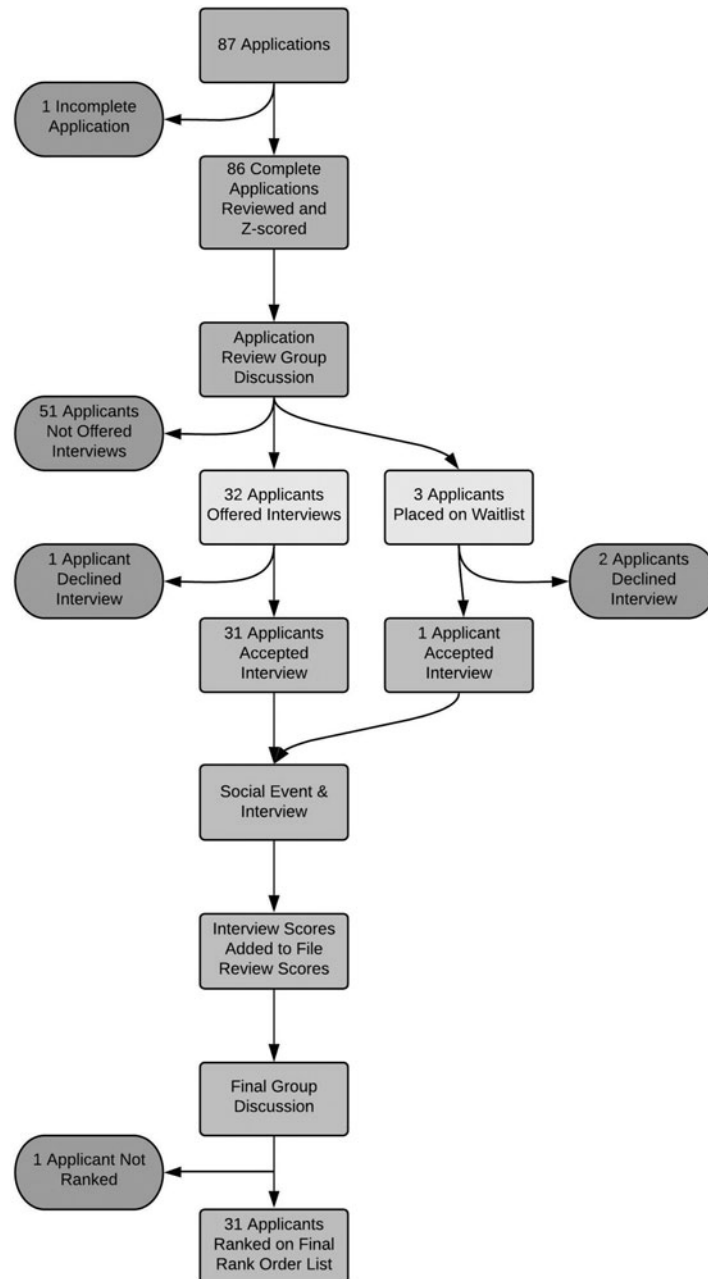 87 Applications
1 Incomplete
Application
86 Complete
Applications
Reviewed and
Z-scored
Application
Review Group
Discussion
51 Applicants
Not Offered
Interviews
32 Applicants
Offered Interviews
3 Applicants
Placed on Waitlist
1 Applicant
Declined
Interview
2 Applicants
Declined
Interview
31 Applicants
Accepted
Interview
1 Applicant
Accepted
Interview
Social Event &
Interview
Interview Scores
Added to File
Review Scores
Final Group
Discussion
1 Applicant Not
Ranked
31 Applicants
Ranked on Final
Rank Order List